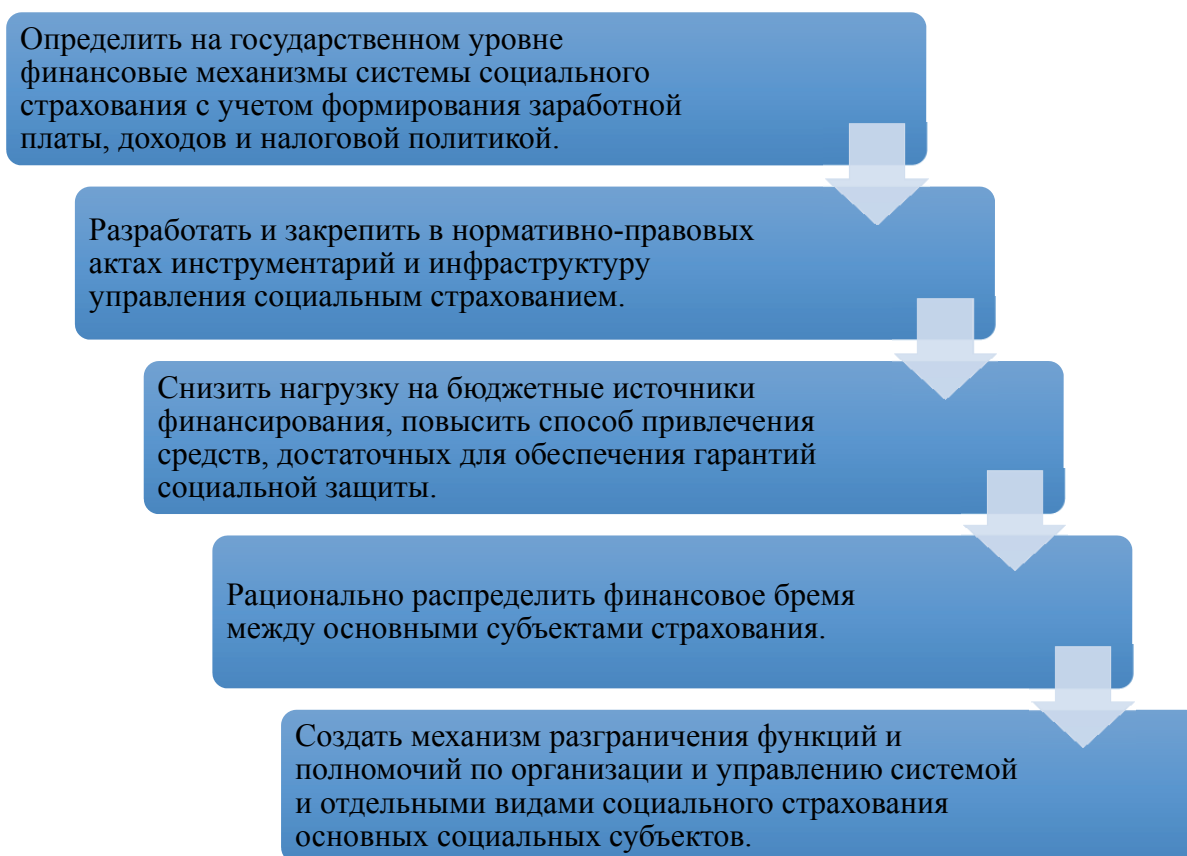 Определить на государственном уровне
финансовые механизмы системы социального
страхования с учетом формирования заработной
платы, доходов и налоговой политикой.
Разработать и закрепить в нормативно-правовых
актах инструментарий и инфраструктуру
управления социальным страхованием.
Снизить нагрузку на бюджетные источники
финансирования, повысить способ привлечения
средств, достаточных для обеспечения гарантий
социальной защиты.
Рационально распределить финансовое бремя
между основными субъектами страхования.
Создать механизм разграничения функций и
полномочий по организации и управлению системой
и отдельными видами социального страхования
основных социальных субъектов.